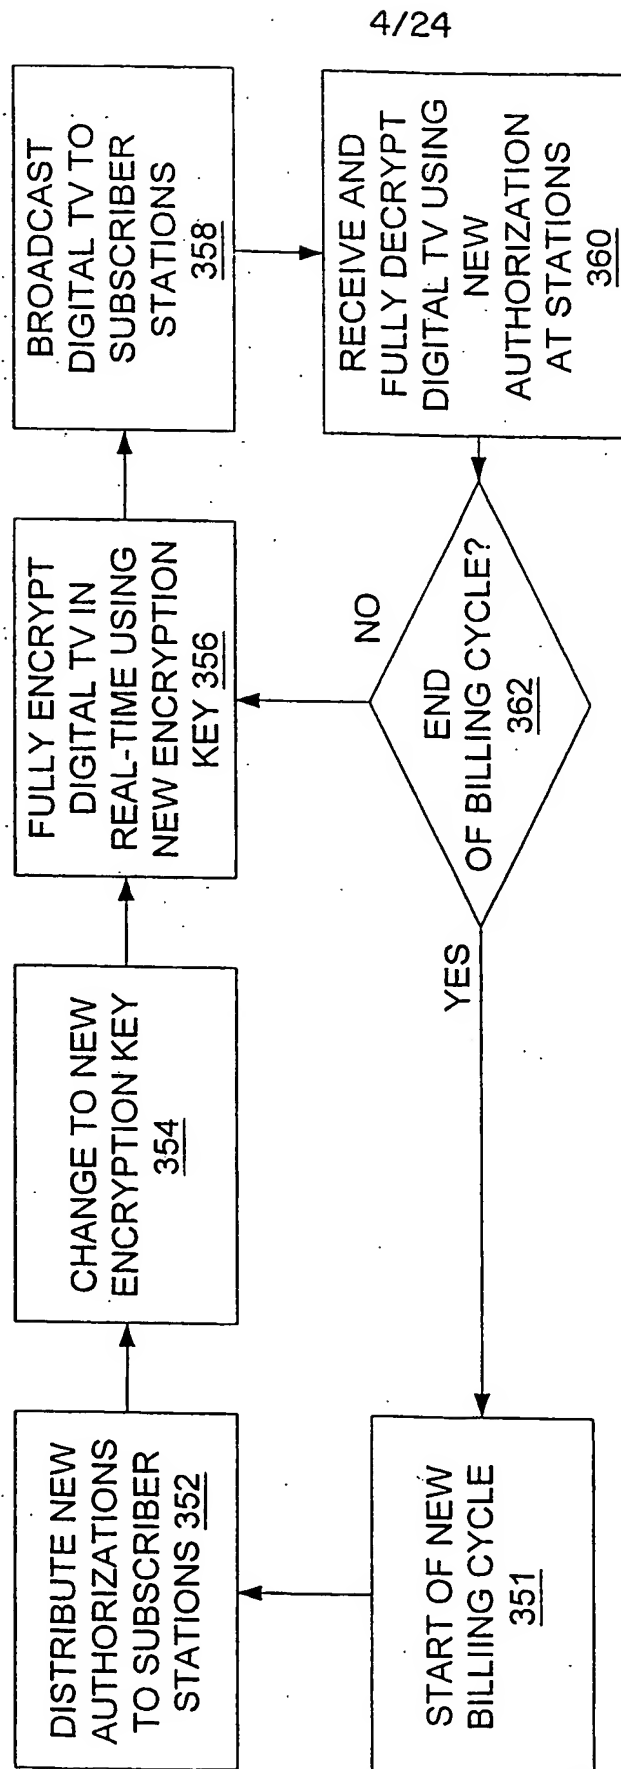 4/24
START OF NEW
BILLIING CYCLE
351
DISTRIBUTE NEW
AUTHORIZATIONS
TO SUBSCRIBER
STATIONS 352
CHANGE TO NEW
ENCRYPTION KEY
354
FULLY ENCRYPT
DIGITAL TV IN
REAL-TIME USING
NEW ENCRYPTION
KEY 356
BROADCAST
DIGITAL TV TO
SUBSCRIBER
STATIONS
358
RECEIVE AND
FULLY DECRYPT
DIGITAL TV USING
NEW
AUTHORIZATION
AT STATIONS
360
END
OF BILLING CYCLE?
362
NO
YES